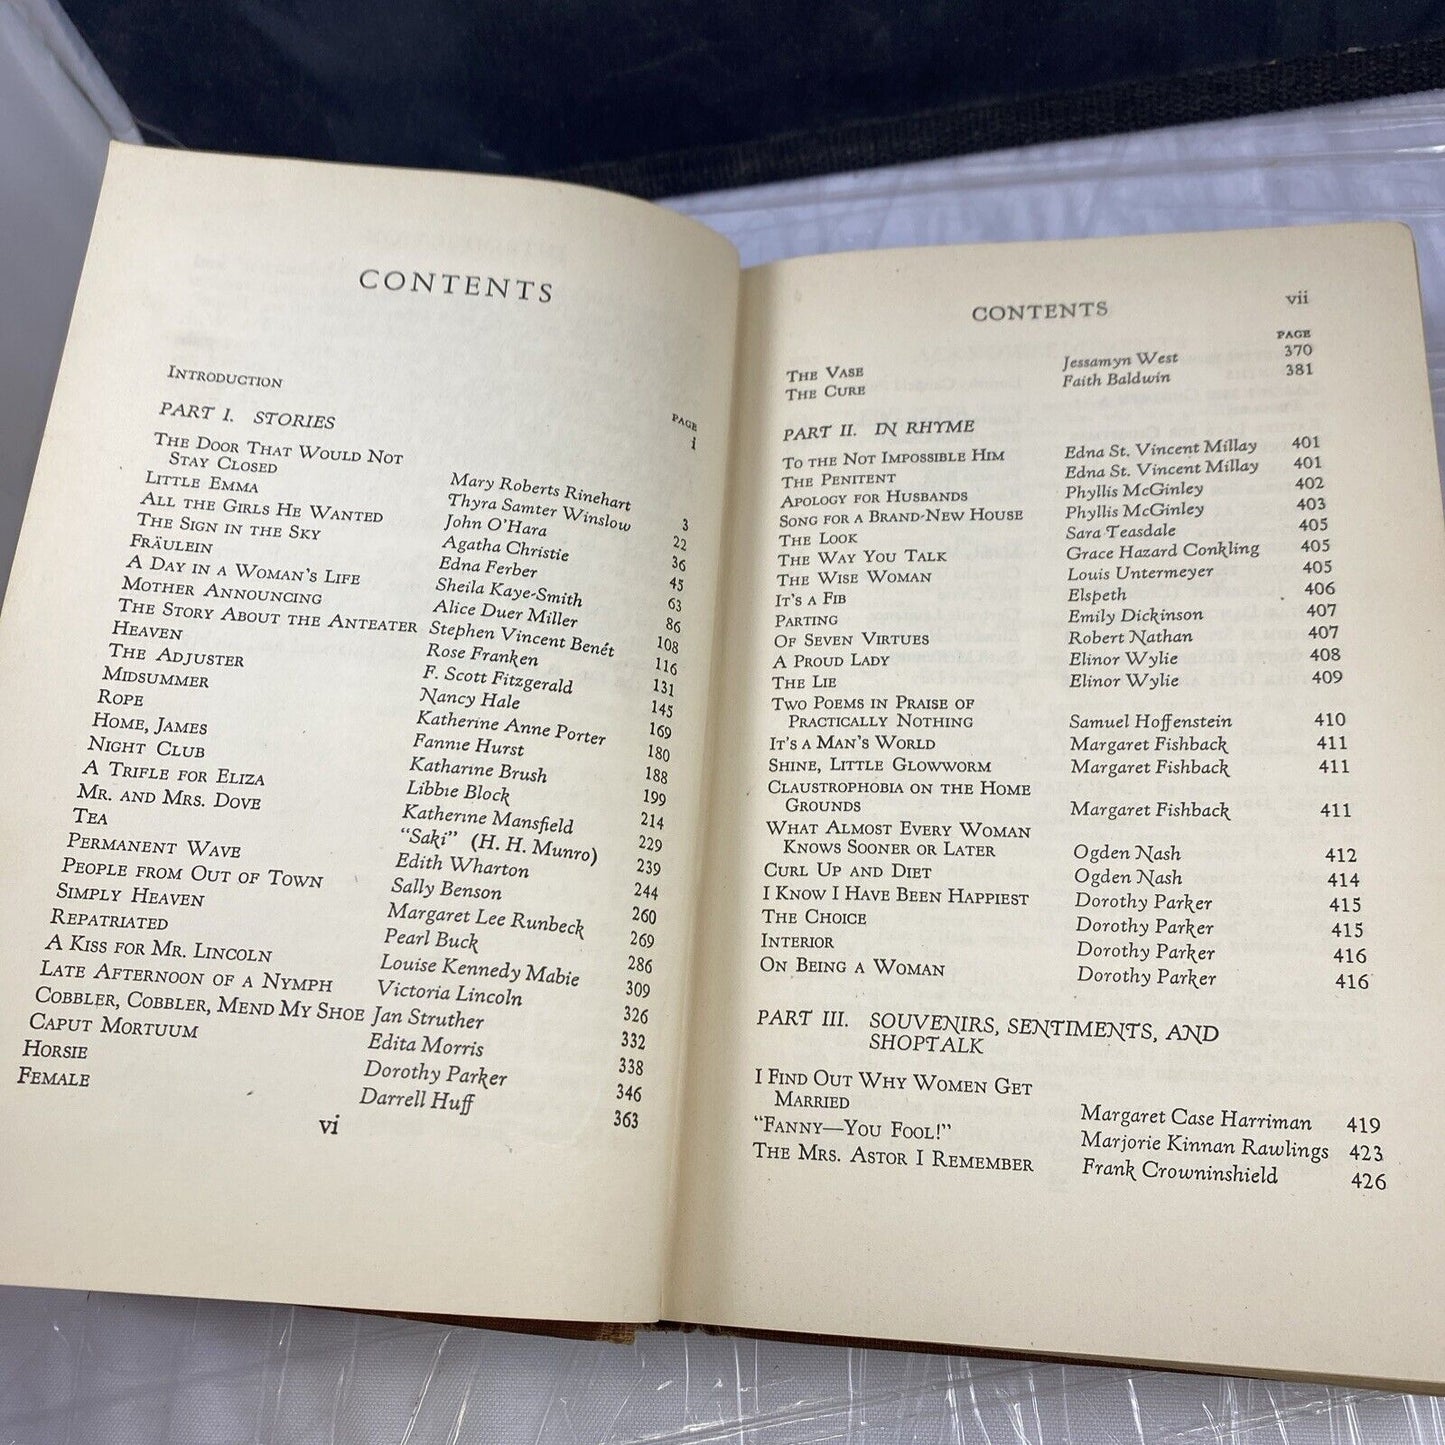 CONTENTS
PAGE
INTRODUCTION i
PART I. STORIES
THE DOOR THAT WOULD NOT
STAY CLOSED Mary Roberts Rinehart 3
LITTLE EMMA Thyra Samter Winslow 22
ALL THE GIRLS HE WANTED John O'Hara 36
THE SIGN IN THE SKY Agatha Christie 45
FRÄULEIN Edna Ferber 63
A DAY IN A WOMAN'S LIFE Sheila Kaye-Smith 86
MOTHER ANNOUNCING Alice Duer Miller 108
THE STORY ABOUT THE ANTEATER Stephen Vincent Benét 116
HEAVEN Rose Franken 131
THE ADJUSTER F. Scott Fitzgerald 145
MIDSUMMER Nancy Hale 169
ROPE Katherine Anne Porter 180
HOME, JAMES Fannie Hurst 188
NIGHT CLUB Katharine Brush 199
A TRIFLE FOR ELIZA Libbie Block 214
MR. AND MRS. DOVE Katherine Mansfield 229
TEA "Saki" (H. H. Munro) 239
PERMANENT WAVE Edith Wharton 244
PEOPLE FROM OUT OF TOWN Sally Benson 260
SIMPLY HEAVEN Margaret Lee Runbeck 269
REPATRIATED Pearl Buck 286
A KISS FOR MR. LINCOLN Louise Kennedy Mabie 309
LATE AFTERNOON OF A NYMPH Victoria Lincoln 326
COBBLER, COBBLER, MEND MY SHOE Jan Struther 332
CAPUT MORTUUM Edita Morris 338
HORSIE Dorothy Parker 346
FEMALE Darrell Huff 363
vi
CONTENTS vii
PAGE
THE VASE Jessamyn West 370
THE CURE Faith Baldwin 381
PART II. IN RHYME
TO THE NOT IMPOSSIBLE HIM Edna St. Vincent Millay 401
THE PENITENT Edna St. Vincent Millay 401
APOLOGY FOR HUSBANDS Phyllis McGinley 402
SONG FOR A BRAND-NEW HOUSE Phyllis McGinley 403
THE LOOK Sara Teasdale 405
THE WAY YOU TALK Grace Hazard Conkling 405
THE WISE WOMAN Louis Untermeyer 405
IT'S A FIB Elspeth 406
PARTING Emily Dickinson 407
OF SEVEN VIRTUES Robert Nathan 407
A PROUD LADY Elinor Wylie 408
THE LIE Elinor Wylie 409
TWO POEMS IN PRAISE OF
PRACTICALLY NOTHING Samuel Hoffenstein 410
IT'S A MAN'S WORLD Margaret Fishback 411
SHINE, LITTLE GLOWWORM Margaret Fishback 411
CLAUSTROPHOBIA ON THE HOME
GROUNDS Margaret Fishback 411
WHAT ALMOST EVERY WOMAN
KNOWS SOONER OR LATER Ogden Nash 412
CURL UP AND DIET Ogden Nash 414
I KNOW I HAVE BEEN HAPPIEST Dorothy Parker 415
THE CHOICE Dorothy Parker 415
INTERIOR Dorothy Parker 416
ON BEING A WOMAN Dorothy Parker 416
PART III. SOUVENIRS, SENTIMENTS, AND
SHOPTALK
I FIND OUT WHY WOMEN GET
MARRIED Margaret Case Harriman 419
"FANNY—YOU FOOL!" Marjorie Kinnan Rawlings 423
THE MRS. ASTOR I REMEMBER Frank Crowninshield 426